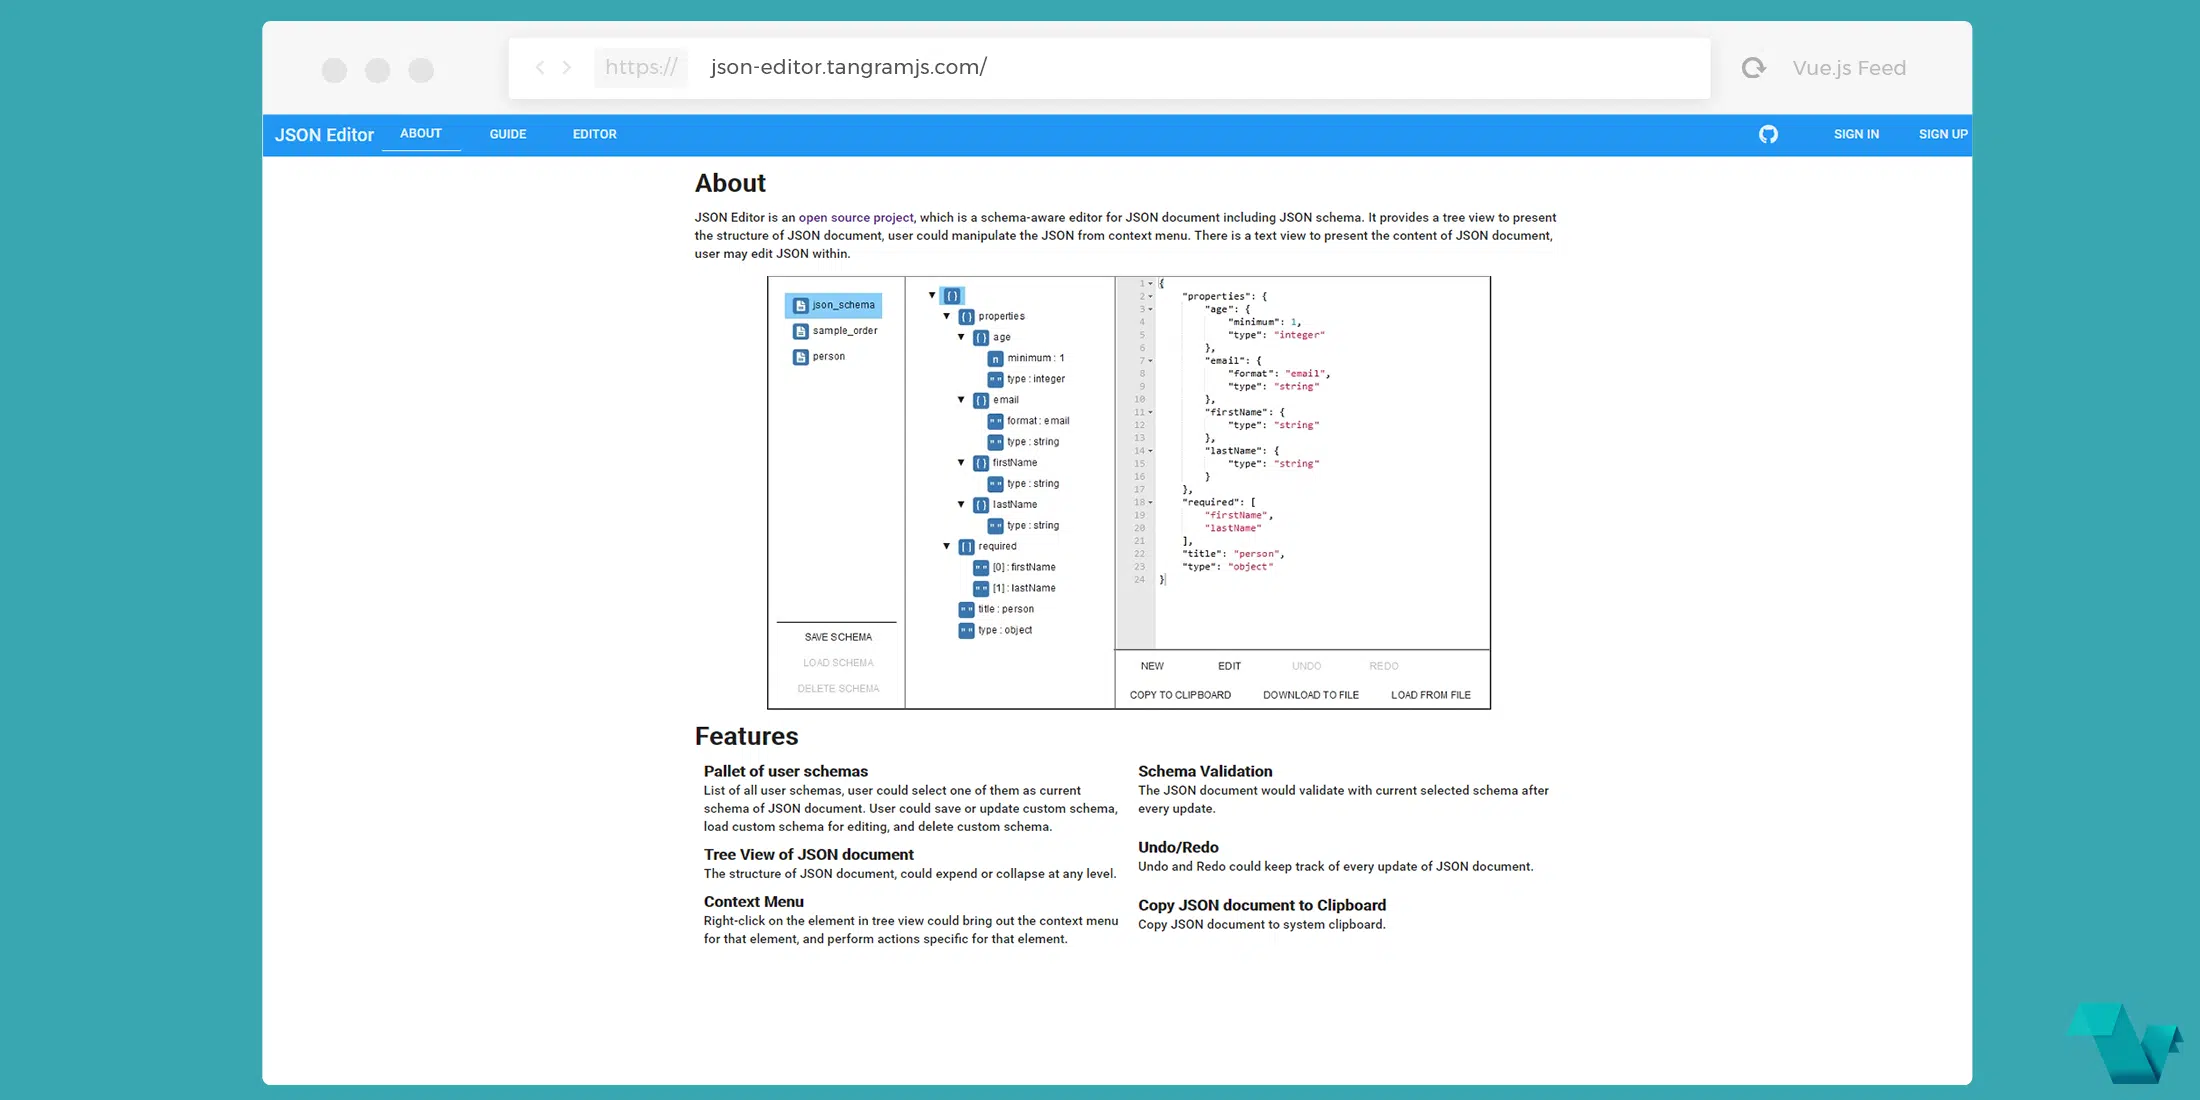 https:// json-editor.tangramjs.com/ Vue.js Feed
JSON Editor ABOUT GUIDE EDITOR SIGN IN SIGN UP
About
JSON Editor is an open source project, which is a schema-aware editor for JSON document including JSON schema. It provides a tree view to present
the structure of JSON document, user could manipulate the JSON from context menu. There is a text view to present the content of JSON document,
user may edit JSON within.
json_schema
sample_order
person
SAVE SCHEMA
LOAD SCHEMA
DELETE SCHEMA
{}
{} properties
{} age
n minimum : 1
"" type : integer
{} email
"" format : email
"" type : string
{} firstName
"" type : string
{} lastName
"" type : string
[] required
"" [0] : firstName
"" [1] : lastName
"" title : person
"" type : object
1 {
2 "properties": {
3 "age": {
4 "minimum": 1,
5 "type": "integer"
6 },
7 "email": {
8 "format": "email",
9 "type": "string"
10 },
11 "firstName": {
12 "type": "string"
13 },
14 "lastName": {
15 "type": "string"
16 }
17 },
18 "required": [
19 "firstName",
20 "lastName"
21 ],
22 "title": "person",
23 "type": "object"
24 }
NEW EDIT UNDO REDO
COPY TO CLIPBOARD DOWNLOAD TO FILE LOAD FROM FILE
Features
Pallet of user schemas
List of all user schemas, user could select one of them as current
schema of JSON document. User could save or update custom schema,
load custom schema for editing, and delete custom schema.
Tree View of JSON document
The structure of JSON document, could expend or collapse at any level.
Context Menu
Right-click on the element in tree view could bring out the context menu
for that element, and perform actions specific for that element.
Schema Validation
The JSON document would validate with current selected schema after
every update.
Undo/Redo
Undo and Redo could keep track of every update of JSON document.
Copy JSON document to Clipboard
Copy JSON document to system clipboard.